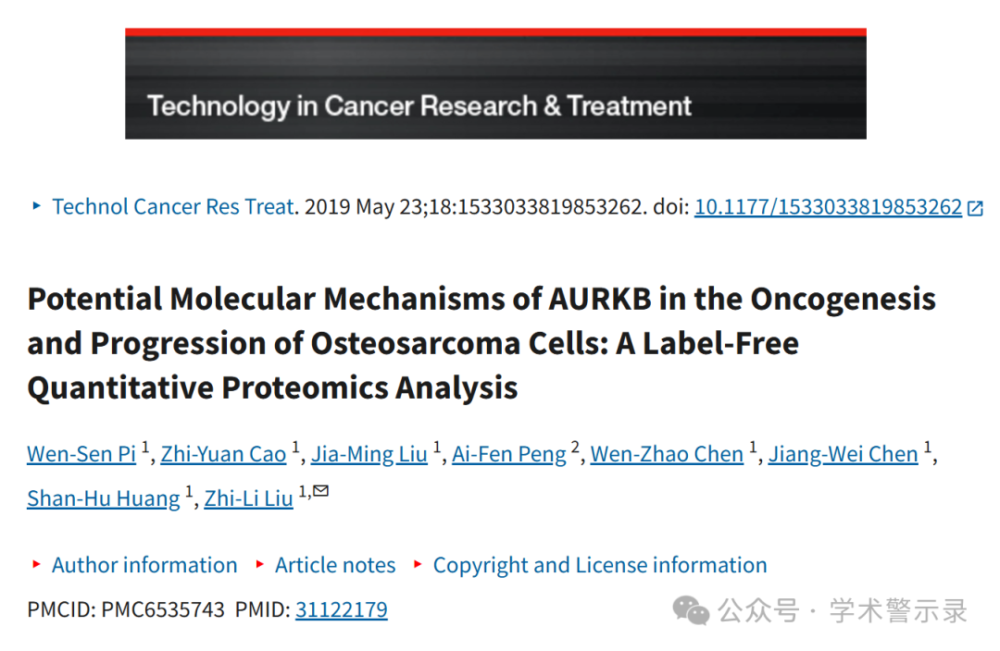 Technology in Cancer Research & Treatment
Technol Cancer Res Treat. 2019 May 23;18:1533033819853262. doi: 10.1177/1533033819853262
Potential Molecular Mechanisms of AURKB in the Oncogenesis
and Progression of Osteosarcoma Cells: A Label-Free
Quantitative Proteomics Analysis
Wen-Sen Pi 1, Zhi-Yuan Cao 1, Jia-Ming Liu 1, Ai-Fen Peng 2, Wen-Zhao Chen 1, Jiang-Wei Chen 1,
Shan-Hu Huang 1, Zhi-Li Liu 1,
Author information Article notes Copyright and License information
PMCID: PMC6535743 PMID: 31122179
公众号 · 学术警示录